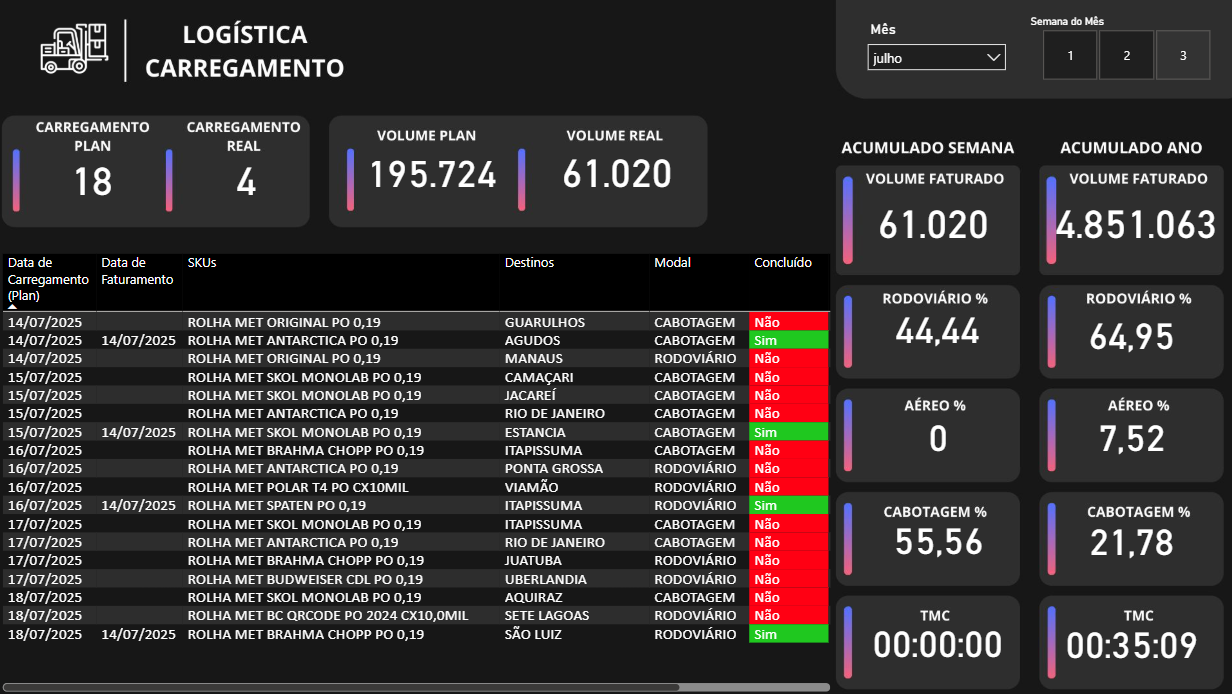 LOGÍSTICA
CARREGAMENTO
Mês
julho
Semana do Mês
1 2 3
CARREGAMENTO PLAN
18
CARREGAMENTO REAL
4
VOLUME PLAN
195.724
VOLUME REAL
61.020
Data de Carregamento (Plan) Data de Faturamento SKUs Destinos Modal Concluído
14/07/2025 ROLHA MET ORIGINAL PO 0,19 GUARULHOS CABOTAGEM Não
14/07/2025 14/07/2025 ROLHA MET ANTARCTICA PO 0,19 AGUDOS CABOTAGEM Sim
14/07/2025 ROLHA MET ORIGINAL PO 0,19 MANAUS RODOVIÁRIO Não
15/07/2025 ROLHA MET SKOL MONOLAB PO 0,19 CAMAÇARI CABOTAGEM Não
15/07/2025 ROLHA MET SKOL MONOLAB PO 0,19 JACAREÍ CABOTAGEM Não
15/07/2025 ROLHA MET ANTARCTICA PO 0,19 RIO DE JANEIRO CABOTAGEM Não
15/07/2025 14/07/2025 ROLHA MET SKOL MONOLAB PO 0,19 ESTANCIA CABOTAGEM Sim
16/07/2025 ROLHA MET BRAHMA CHOPP PO 0,19 ITAPISSUMA CABOTAGEM Não
16/07/2025 ROLHA MET ANTARCTICA PO 0,19 PONTA GROSSA RODOVIÁRIO Não
16/07/2025 ROLHA MET POLAR T4 PO CX10MIL VIAMÃO RODOVIÁRIO Não
16/07/2025 14/07/2025 ROLHA MET SPATEN PO 0,19 ITAPISSUMA RODOVIÁRIO Sim
17/07/2025 ROLHA MET SKOL MONOLAB PO 0,19 ITAPISSUMA CABOTAGEM Não
17/07/2025 ROLHA MET ANTARCTICA PO 0,19 RIO DE JANEIRO CABOTAGEM Não
17/07/2025 ROLHA MET BRAHMA CHOPP PO 0,19 JUATUBA RODOVIÁRIO Não
17/07/2025 ROLHA MET BUDWEISER CDL PO 0,19 UBERLANDIA RODOVIÁRIO Não
18/07/2025 ROLHA MET SKOL MONOLAB PO 0,19 AQUIRAZ CABOTAGEM Não
18/07/2025 ROLHA MET BC QRCODE PO 2024 CX10,0MIL SETE LAGOAS RODOVIÁRIO Não
18/07/2025 14/07/2025 ROLHA MET BRAHMA CHOPP PO 0,19 SÃO LUIZ RODOVIÁRIO Sim
ACUMULADO SEMANA
VOLUME FATURADO
61.020
RODOVIÁRIO %
44,44
AÉREO %
0
CABOTAGEM %
55,56
TMC
00:00:00
ACUMULADO ANO
VOLUME FATURADO
4.851.063
RODOVIÁRIO %
64,95
AÉREO %
7,52
CABOTAGEM %
21,78
TMC
00:35:09